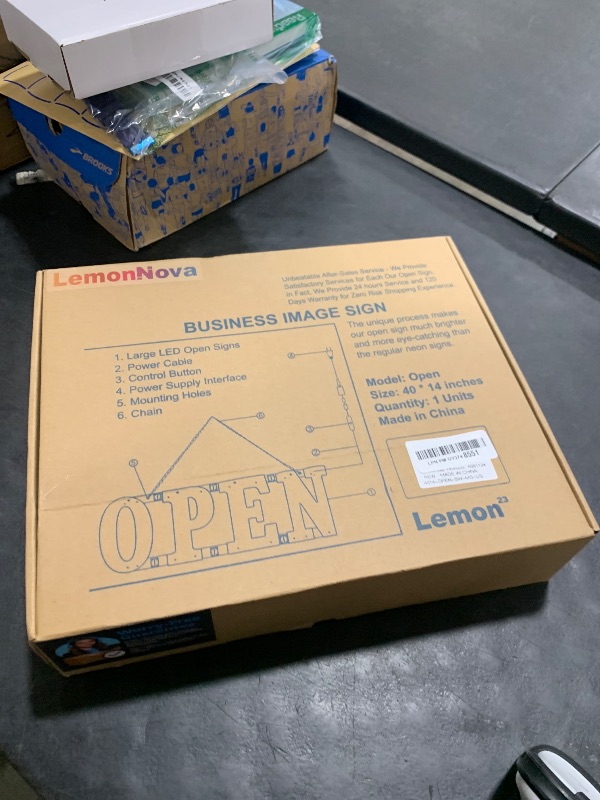 BROOKS
LemonNova
Unbeatable After-Sales Service - We Provide
Satisfactory Services for Each Our Open Sign.
In Fact, We Provide 24 hours Service and 120
Days Warranty for Zero Risk Shopping Experience.
BUSINESS IMAGE SIGN
The unique process makes
our open sign much brighter
and more eye-catching than
the regular neon signs.
1. Large LED Open Signs
2. Power Cable
3. Control Button
4. Power Supply Interface
5. Mounting Holes
6. Chain
Model: Open
Size: 40 * 14 inches
Quantity: 1 Units
Made in China
8551
OPEN
Lemon
23